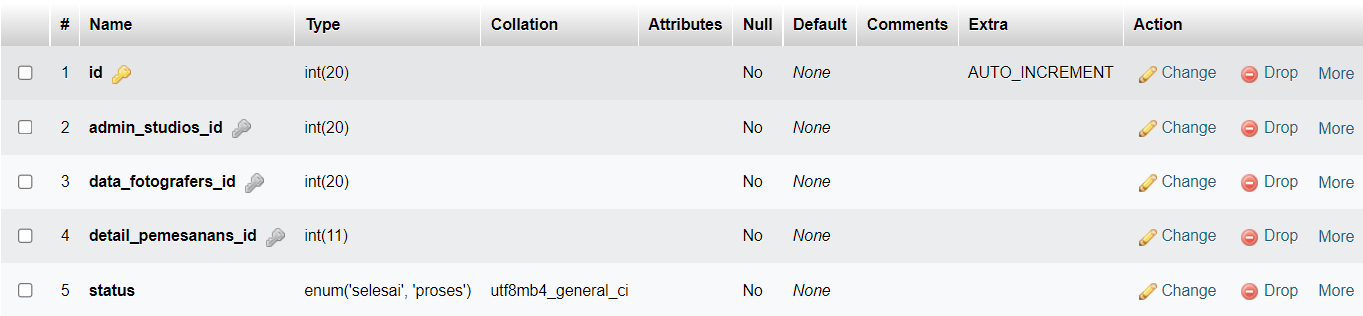 # Name Type Collation Attributes Null Default Comments Extra Action
1 id int(20) No None AUTO_INCREMENT Change Drop More
2 admin_studios_id int(20) No None Change Drop More
3 data_fotografers_id int(20) No None Change Drop More
4 detail_pemesanans_id int(11) No None Change Drop More
5 status enum('selesai', 'proses') utf8mb4_general_ci No None Change Drop More